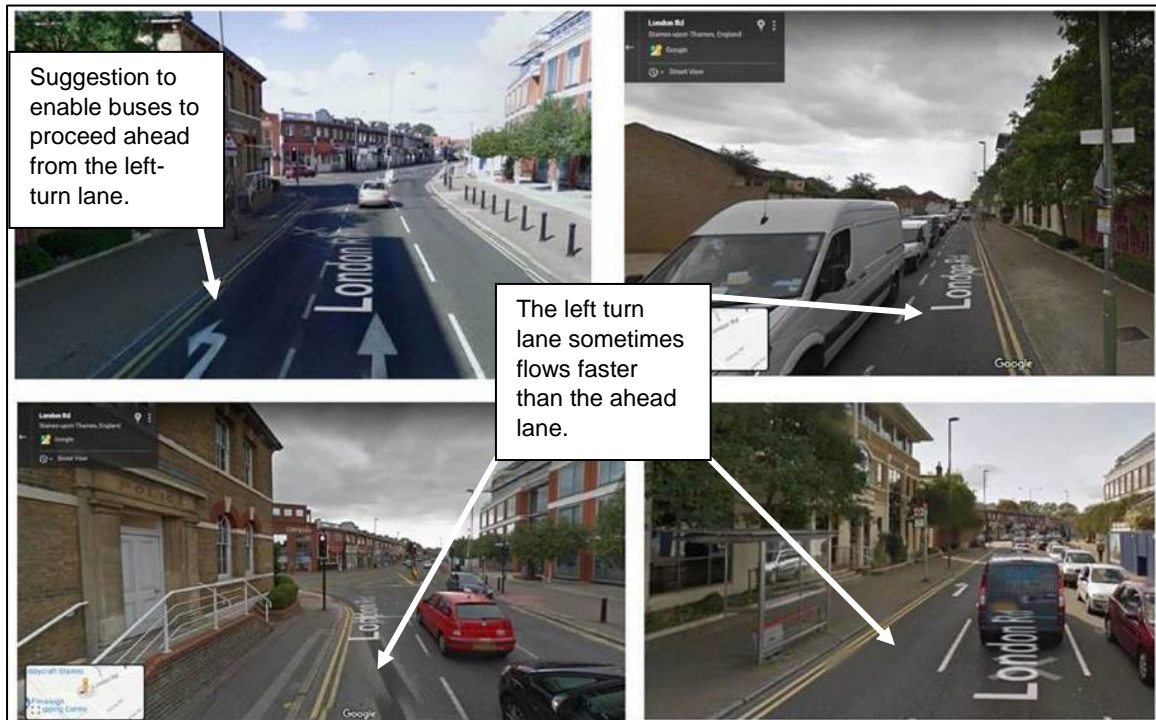 Suggestion to
enable buses to
proceed ahead
from the left-
turn lane.
London Rd
London Rd
Staines-upon-Thames, England
Google
Street View
London Rd
Google
The left turn
lane sometimes
flows faster
than the ahead
lane.
London Rd
Staines-upon-Thames, England
Google
Street View
POLICE
London Rd
Google
London Rd